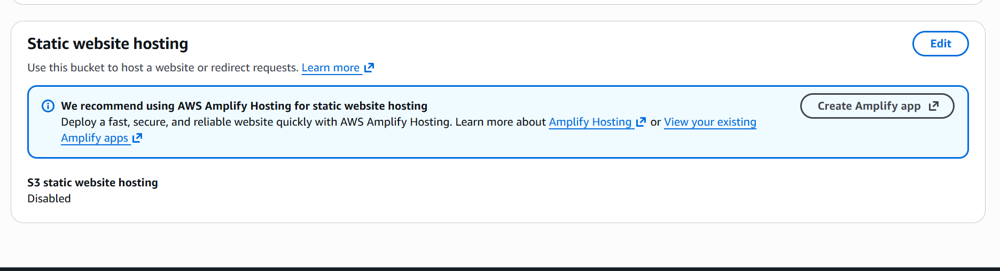 Static website hosting
Edit
Use this bucket to host a website or redirect requests. Learn more
We recommend using AWS Amplify Hosting for static website hosting
Create Amplify app
Deploy a fast, secure, and reliable website quickly with AWS Amplify Hosting. Learn more about Amplify Hosting or View your existing
Amplify apps
S3 static website hosting
Disabled